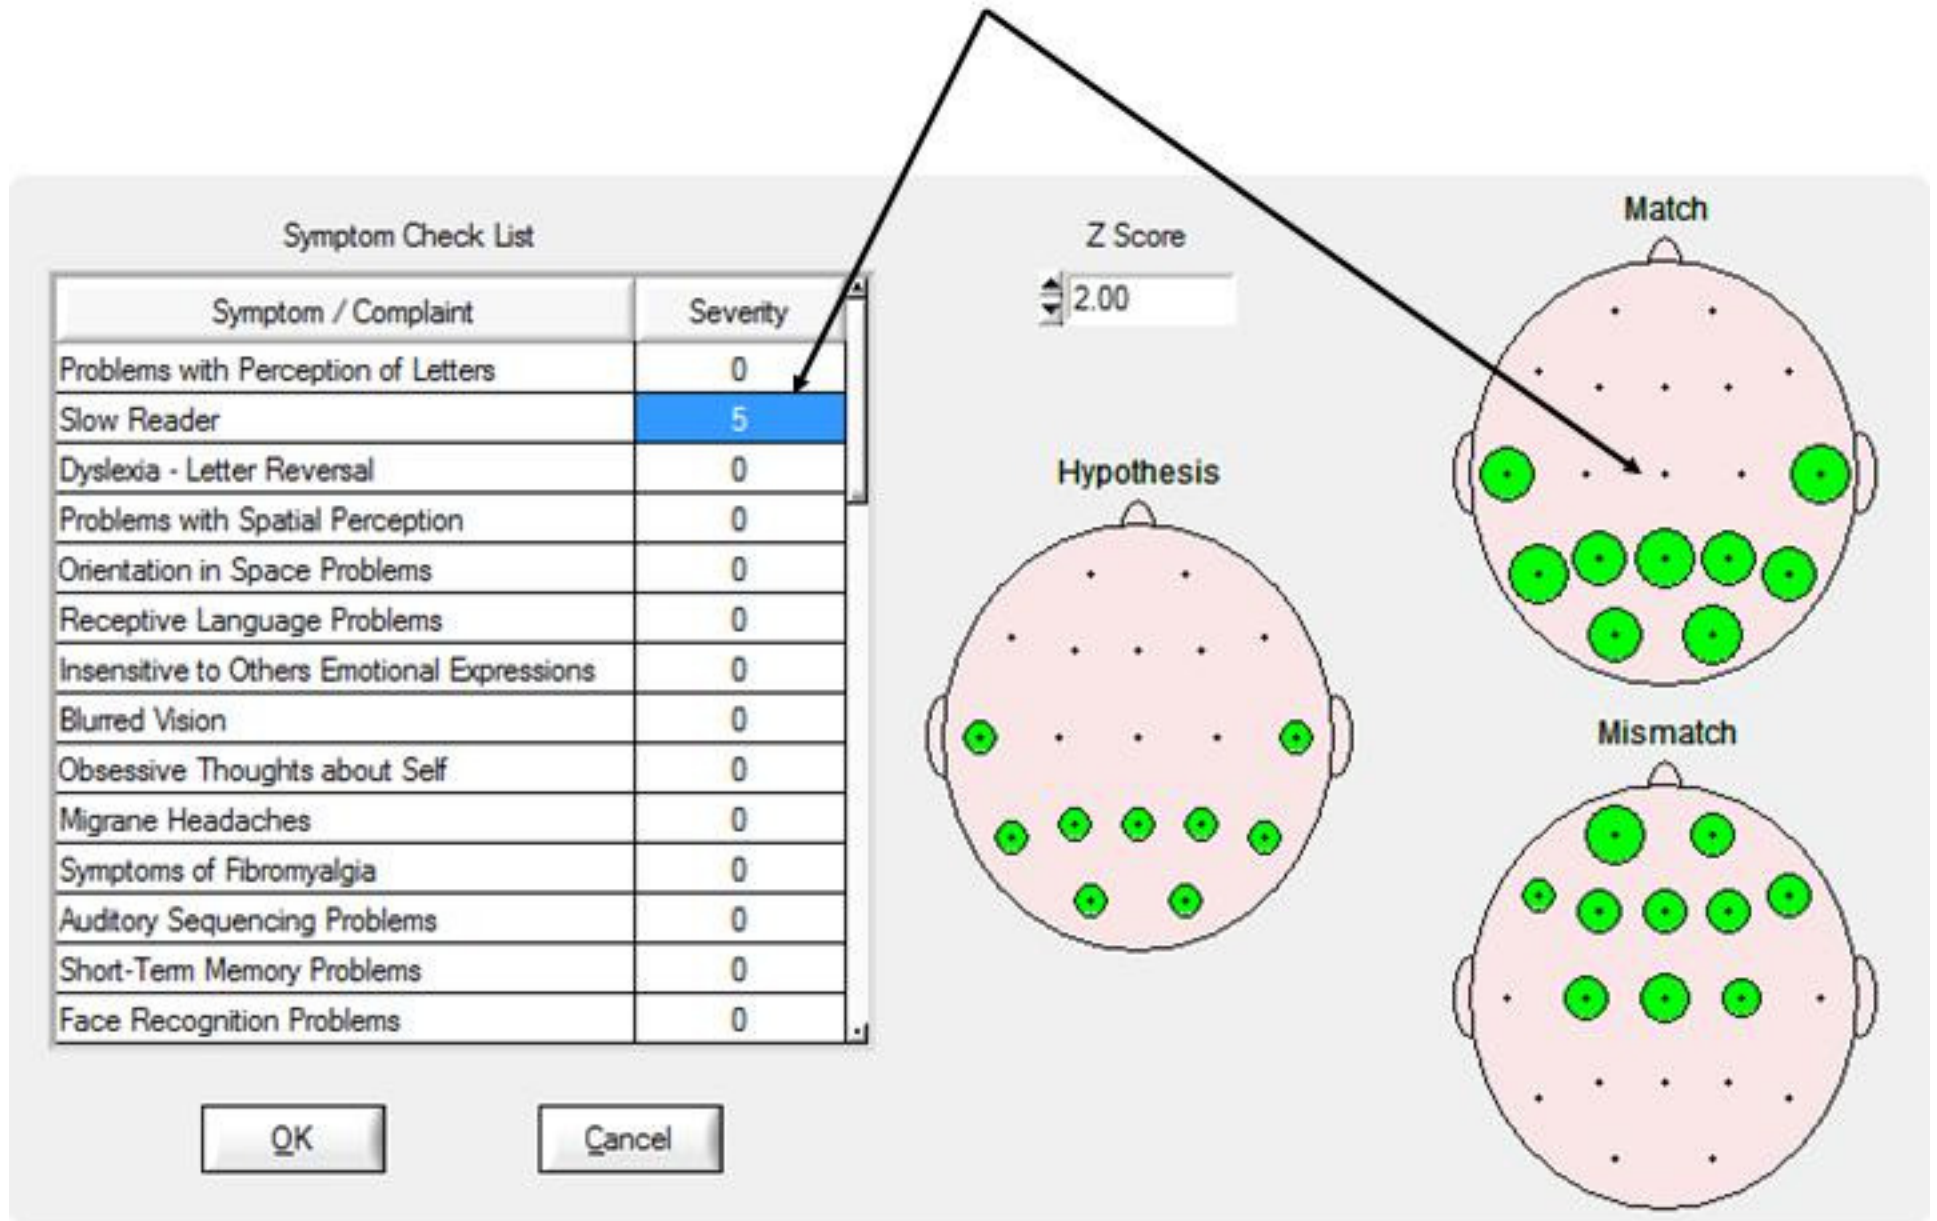 Symptom Check List
Symptom / Complaint Severity
Problems with Perception of Letters 0
Slow Reader 5
Dyslexia - Letter Reversal 0
Problems with Spatial Perception 0
Orientation in Space Problems 0
Receptive Language Problems 0
Insensitive to Others Emotional Expressions 0
Blurred Vision 0
Obsessive Thoughts about Self 0
Migrane Headaches 0
Symptoms of Fibromyalgia 0
Auditory Sequencing Problems 0
Short-Term Memory Problems 0
Face Recognition Problems 0
OK Cancel
Z Score
2.00
Hypothesis
Match
Mismatch